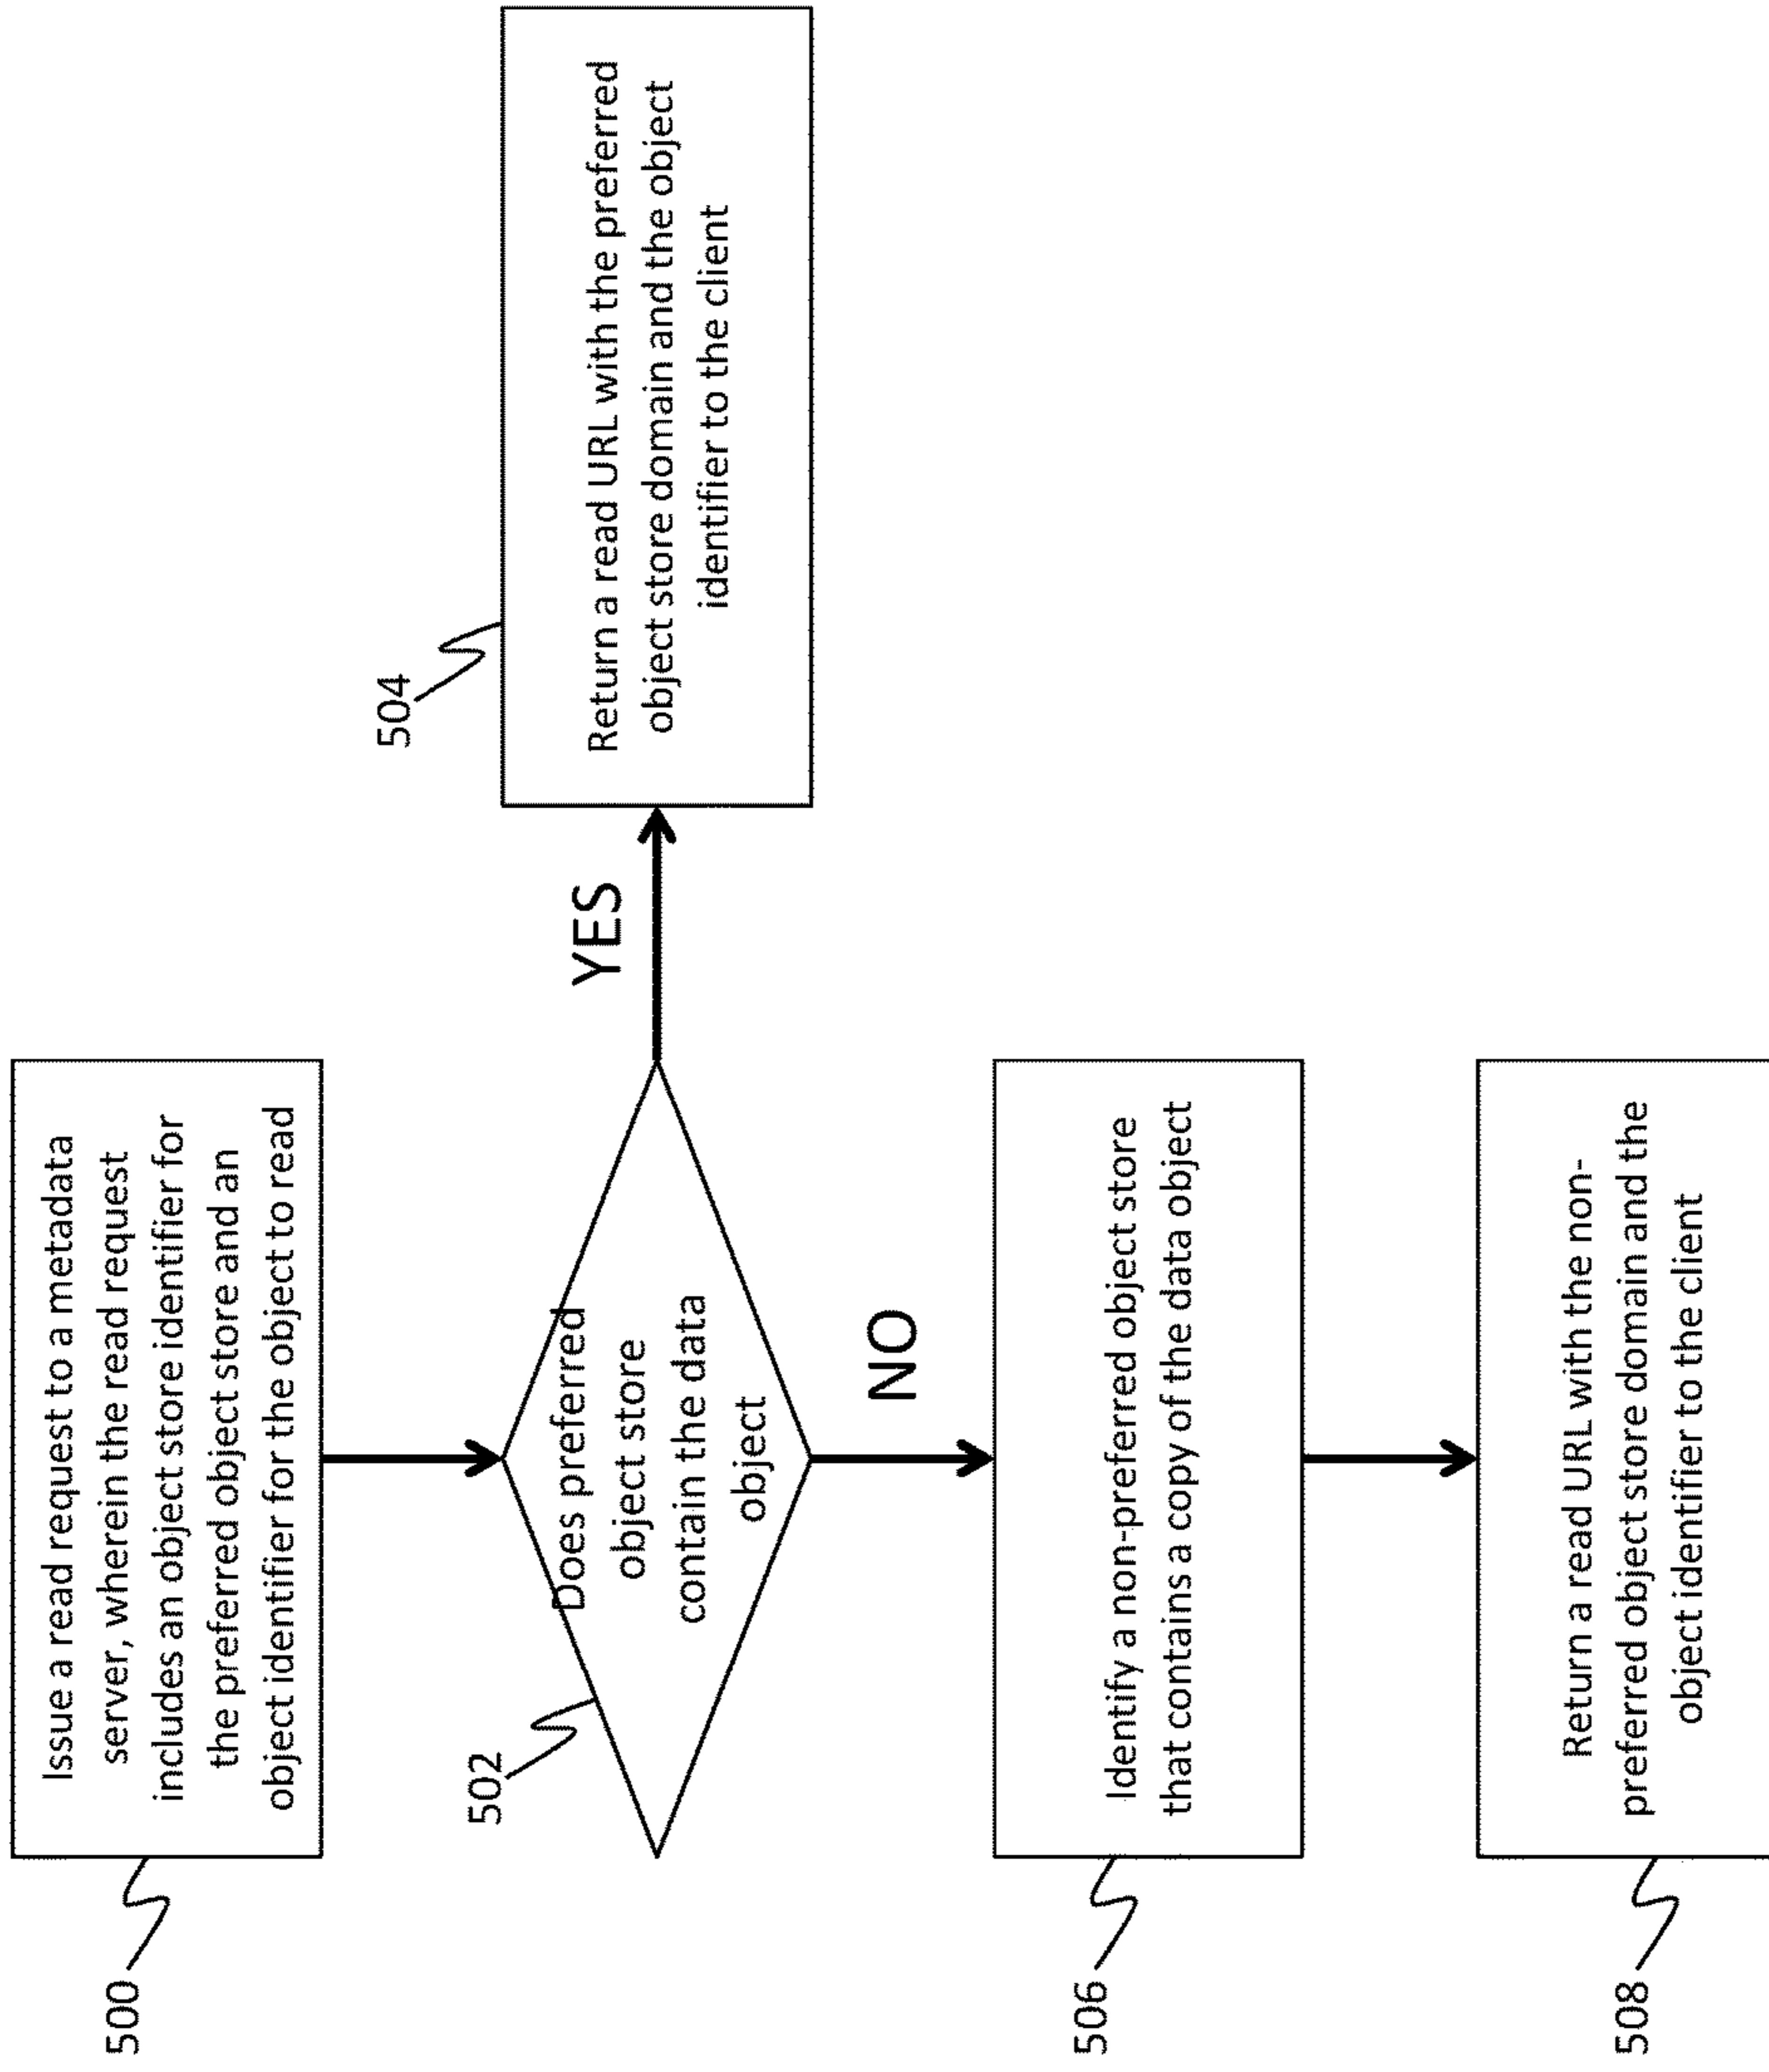 500
Issue a read request to a metadata
server, wherein the read request
includes an object store identifier for
the preferred object store and an
object identifier for the object to read
502
Does preferred
object store
contain the data
object
YES
504
Return a read URL with the preferred
object store domain and the object
identifier to the client
NO
506
Identify a non-preferred object store
that contains a copy of the data object
508
Return a read URL with the non-
preferred object store domain and the
object identifier to the client